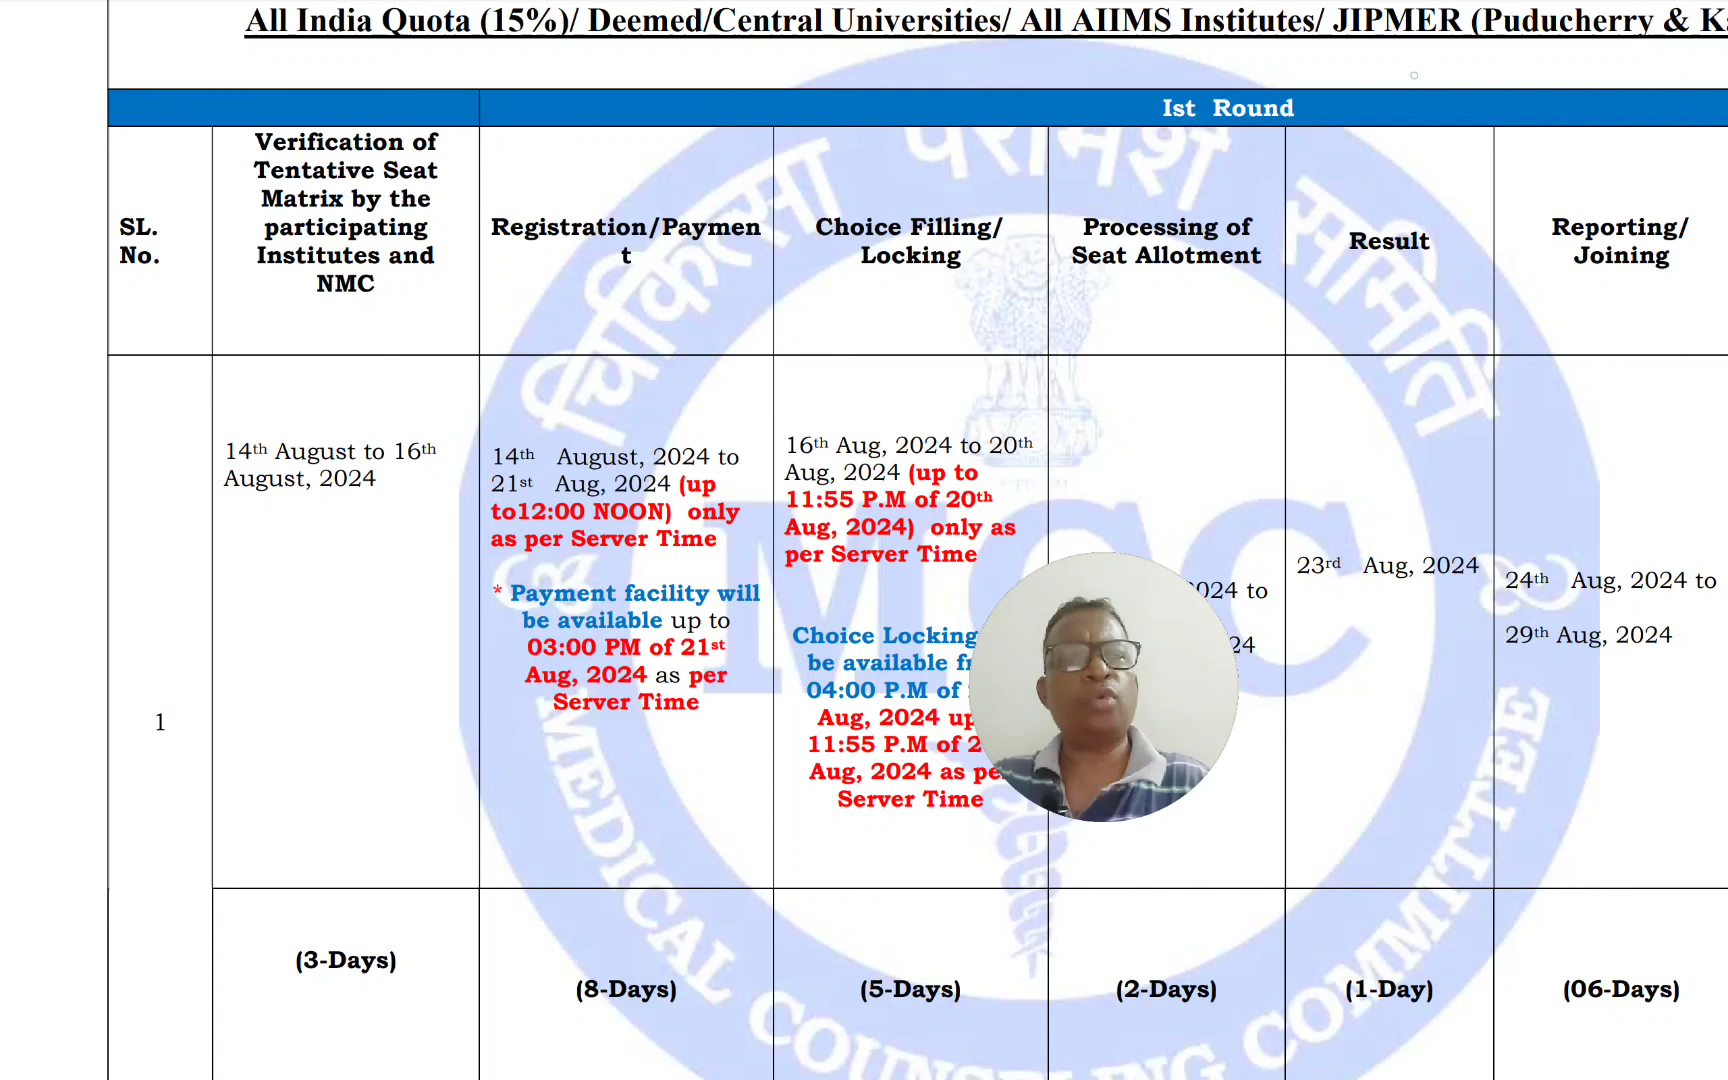 All India Quota (15%)/ Deemed/Central Universities/ All AIIMS Institutes/ JIPMER (Puducherry &
Ist Round
SL.
No.
Verification of
Tentative Seat
Matrix by the
participating
Institutes and
NMC
Registration/Paymen
t
Choice Filling/
Locking
Processing of
Seat Allotment
Result
Reporting/
Joining
1
14th August to 16th
August, 2024
14th August, 2024 to
21st Aug, 2024 (up
to12:00 NOON) only
as per Server Time
* Payment facility will
be available up to
03:00 PM of 21st
Aug, 2024 as per
Server Time
16th Aug, 2024 to 20th
Aug, 2024 (up to
11:55 P.M of 20th
Aug, 2024) only as
per Server Time
Choice Locking
be available
04:00 P.M of
Aug, 2024
11:55 P.M of
Aug, 2024 as
Server Time
to
23rd Aug, 2024
24th Aug, 2024 to
29th Aug, 2024
(3-Days)
(8-Days)
(5-Days)
(2-Days)
(1-Day)
(06-Days)
चिकित्सा परामर्श समिति
MCC
MEDICAL COUNSELING COMMITTEE